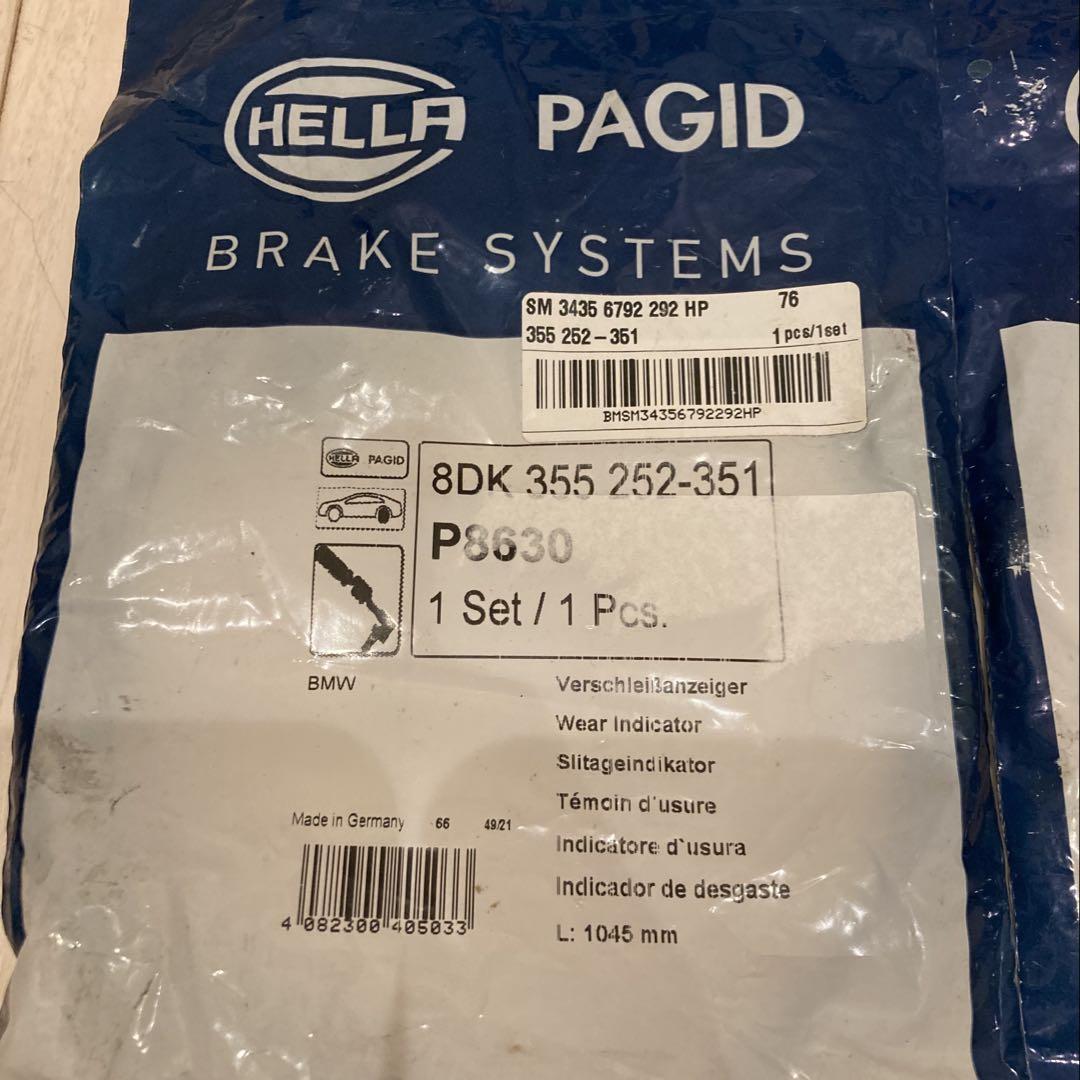 HELLA PAGID
BRAKE SYSTEMS
SM 3435 6792 292 HP 76
355 252-351 1 pcs/1set
BMSM34356792292HP
HELLA PAGID
8DK 355 252-351
P8630
1 Set / 1 Pcs.
BMW
Verschleißanzeiger
Wear Indicator
Slitageindikator
Témoin d'usure
Indicatore d`usura
Indicador de desgaste
L: 1045 mm
Made in Germany 66 49/21
4 082300 405033